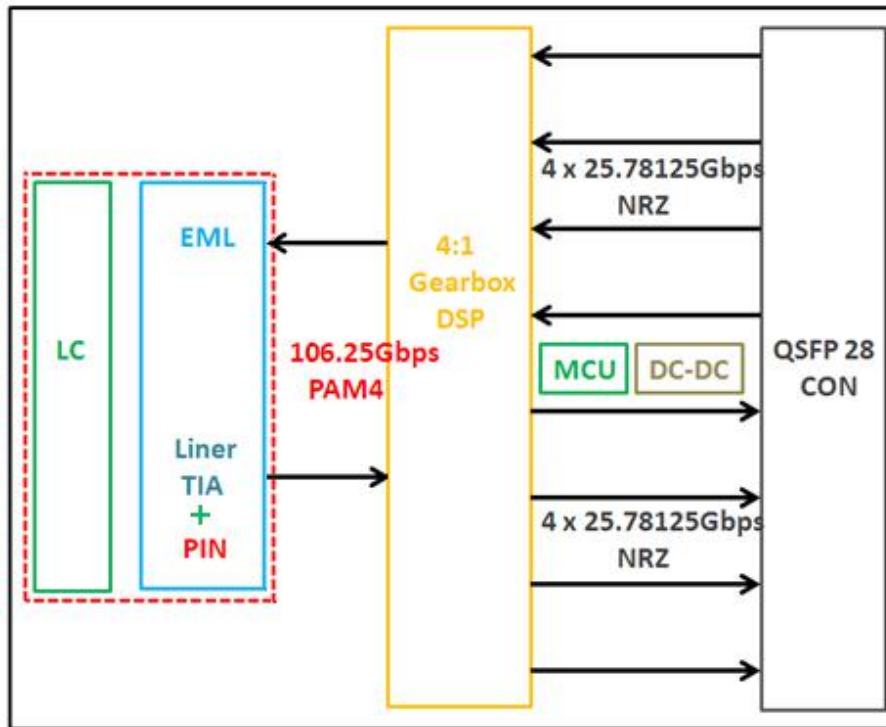 LC
EML
Liner
TIA
+
PIN
106.25Gbps
PAM4
4:1
Gearbox
DSP
4 x 25.78125Gbps
NRZ
MCU
DC-DC
4 x 25.78125Gbps
NRZ
QSFP 28
CON